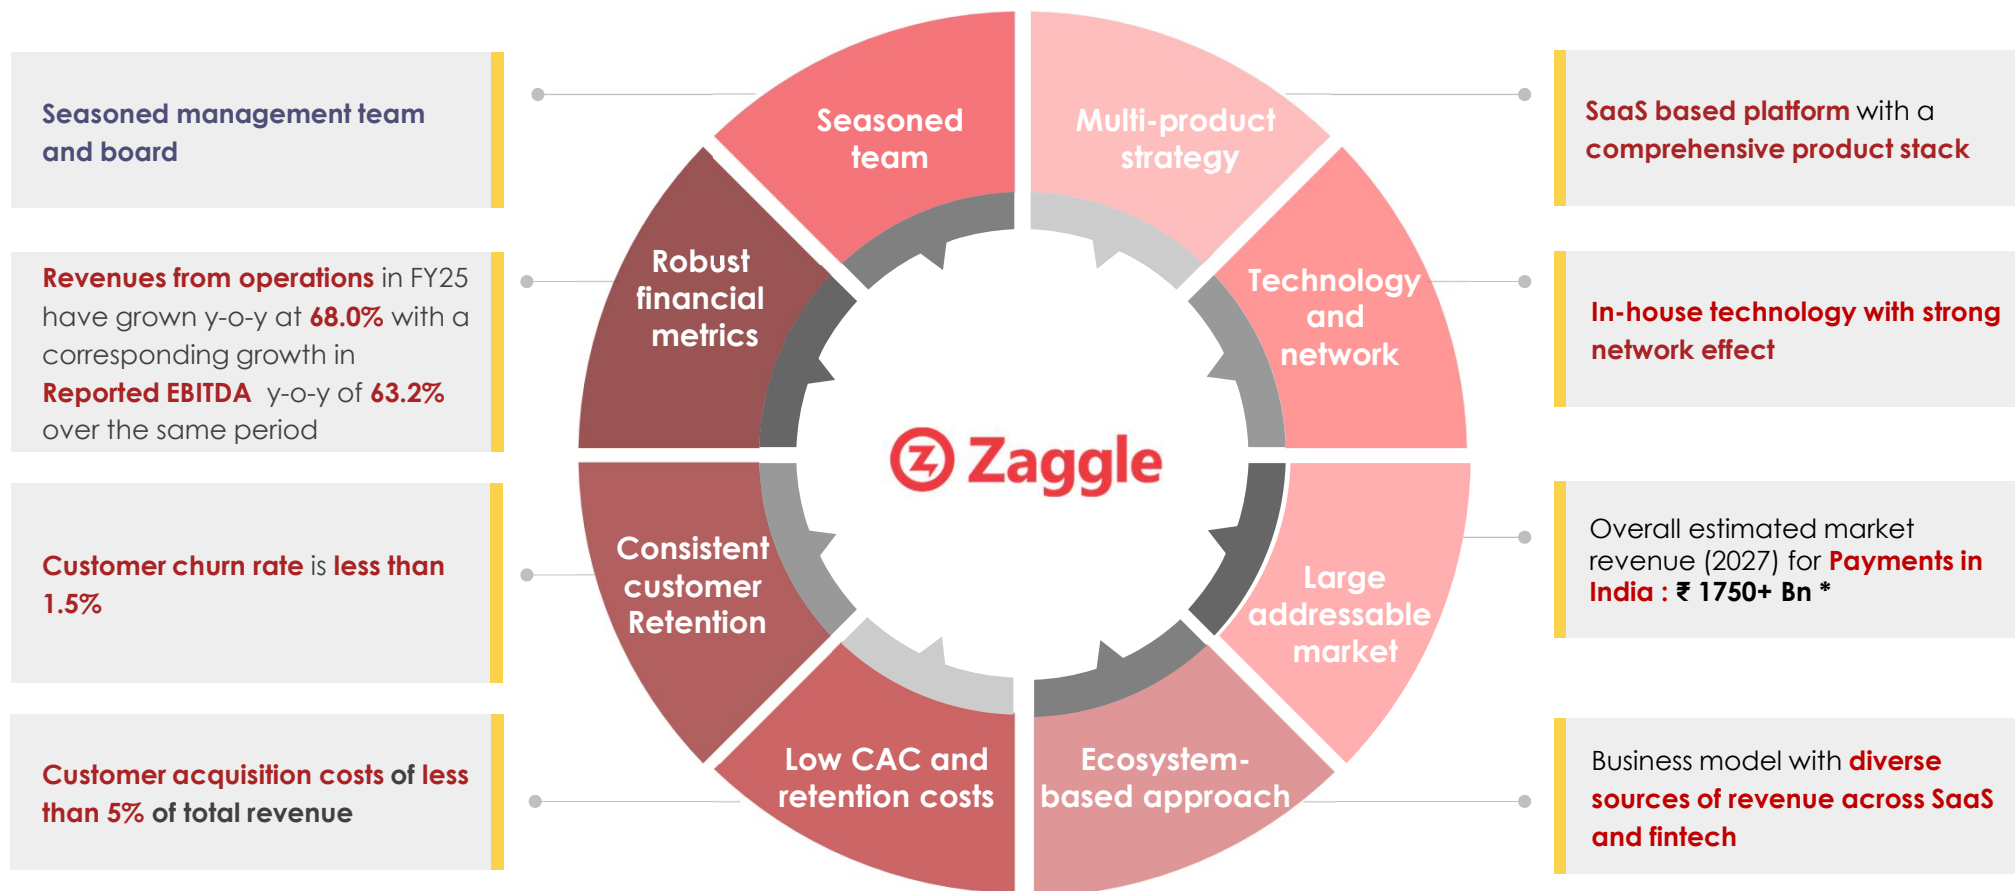 Seasoned management team
and board
Revenues from operations in FY25
have grown y-o-y at 68.0% with a
corresponding growth in
Reported EBITDA y-o-y of 63.2%
over the same period
Customer churn rate is less than
1.5%
Customer acquisition costs of less
than 5% of total revenue
Seasoned
team
Multi-product
strategy
Robust
financial
metrics
Technology
and
network
Zaggle
Consistent
customer
Retention
Large
addressable
market
Low CAC and
retention costs
Ecosystem-
based approach
SaaS based platform with a
comprehensive product stack
In-house technology with strong
network effect
Overall estimated market
revenue (2027) for Payments in
India : ₹ 1750+ Bn *
Business model with diverse
sources of revenue across SaaS
and fintech